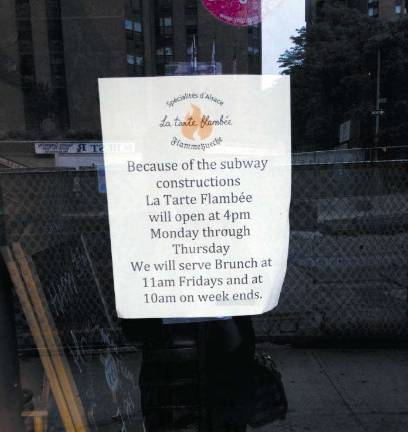 Spécialités d'Alsace
La tarte flambée
Flammekueche
Because of the subway
constructions
La Tarte Flambée
will open at 4pm
Monday through
Thursday
We will serve Brunch at
11am Fridays and at
10am on week ends.